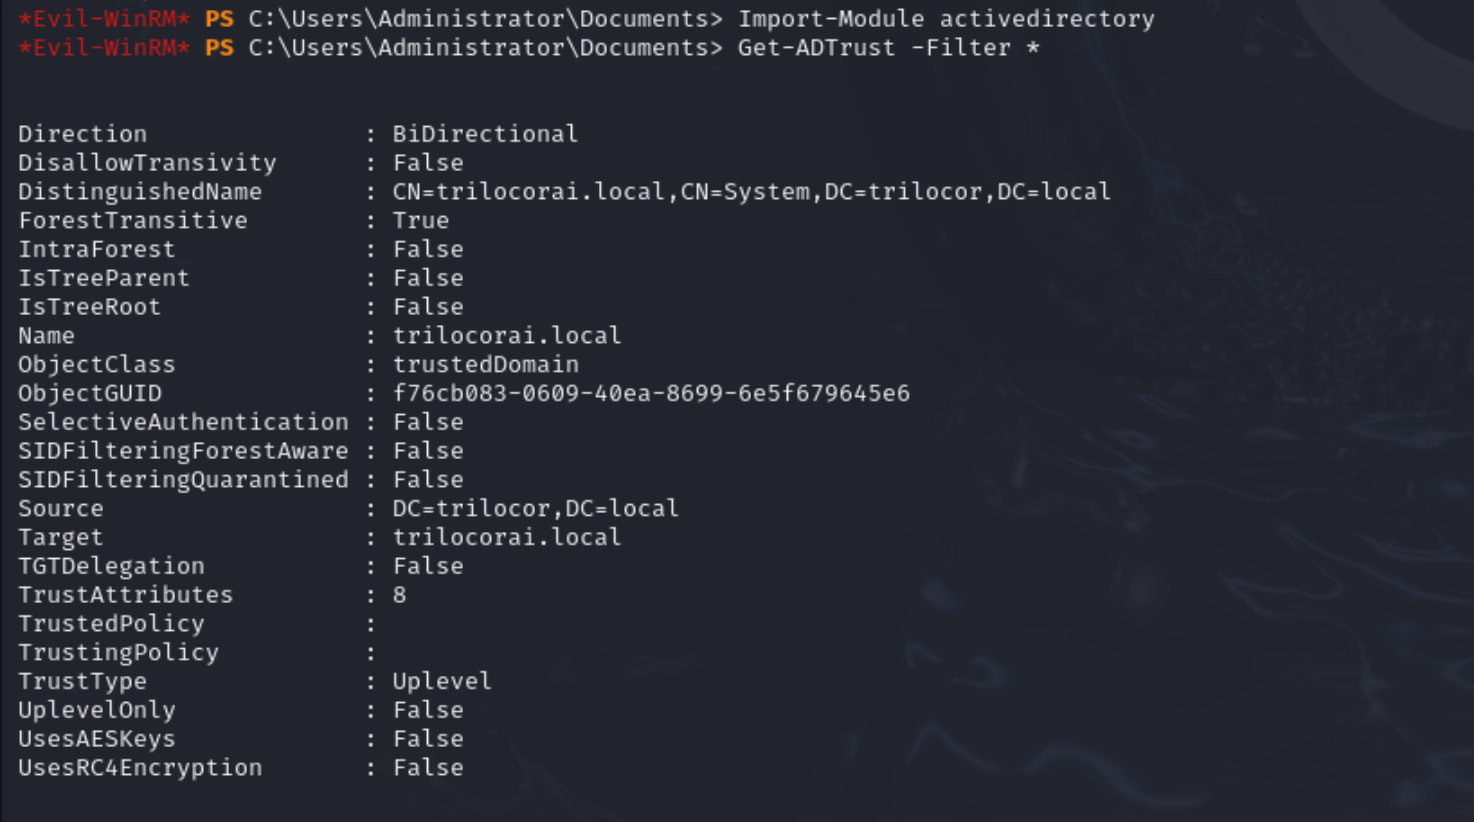 *Evil-WinRM* PS C:\Users\Administrator\Documents> Import-Module activedirectory
*Evil-WinRM* PS C:\Users\Administrator\Documents> Get-ADTrust -Filter *
Direction : BiDirectional
DisallowTransivity : False
DistinguishedName : CN=trilocorai.local,CN=System,DC=trilocor,DC=local
ForestTransitive : True
IntraForest : False
IsTreeParent : False
IsTreeRoot : False
Name : trilocorai.local
ObjectClass : trustedDomain
ObjectGUID : f76cb083-0609-40ea-8699-6e5f679645e6
SelectiveAuthentication : False
SIDFilteringForestAware : False
SIDFilteringQuarantined : False
Source : DC=trilocor,DC=local
Target : trilocorai.local
TGTDelegation : False
TrustAttributes : 8
TrustedPolicy :
TrustingPolicy :
TrustType : Uplevel
UplevelOnly : False
UsesAESKeys : False
UsesRC4Encryption : False